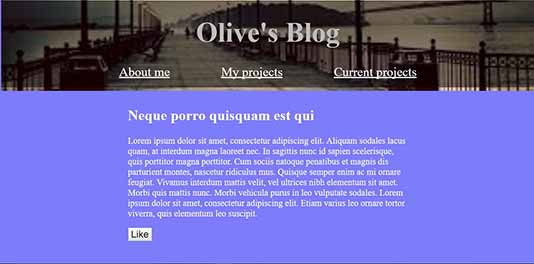 Olive's Blog
About me My projects Current projects
Neque porro quisquam est qui
Lorem ipsum dolor sit amet, consectetur adipiscing elit. Aliquam sodales lacus
quam, at interdum magna laoreet nec. In sagittis nunc id sapien scelerisque,
quis porttitor magna porttitor. Cum sociis natoque penatibus et magnis dis
parturient montes, nascetur ridiculus mus. Quisque semper enim ac mi ornare
feugiat. Vivamus interdum mattis velit, vel ultrices nibh elementum sit amet.
Morbi quis mattis nunc. Morbi vehicula purus in leo vulputate sodales. Lorem
ipsum dolor sit amet, consectetur adipiscing elit. Etiam varius leo ornare tortor
viverra, quis elementum leo suscipit.
Like